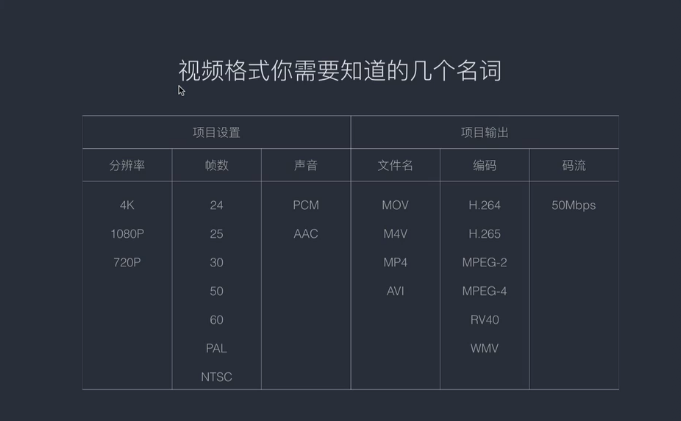 视频格式你需要知道的几个名词
项目设置 项目输出
分辨率 帧数 声音 文件名 编码 码流
4K 24 PCM MOV H.264 50Mbps
1080P 25 AAC M4V H.265
720P 30 MP4 MPEG-2
50 AVI MPEG-4
60 RV40
PAL WMV
NTSC